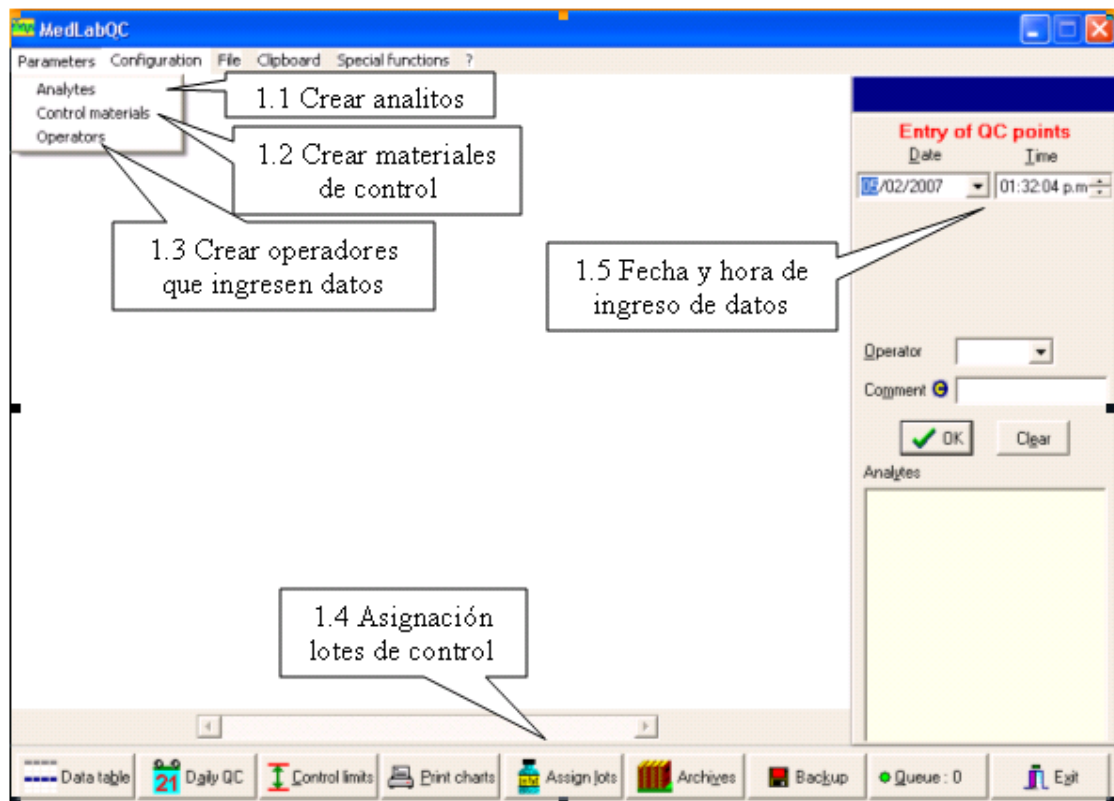 MedLabQC
Parameters Configuration File Clipboard Special functions ?
Analytes
Control materials
Operators
1.1 Crear analitos
1.2 Crear materiales
de control
1.3 Crear operadores
que ingresen datos
Entry of QC points
Date Time
05/02/2007 01:32:04 p.m
1.5 Fecha y hora de
ingreso de datos
Operator
Comment
OK Clear
Analytes
1.4 Asignación
lotes de control
Data table 21 Daily QC Control limits Print charts Assign lots Archives Backup Queue : 0 Exit